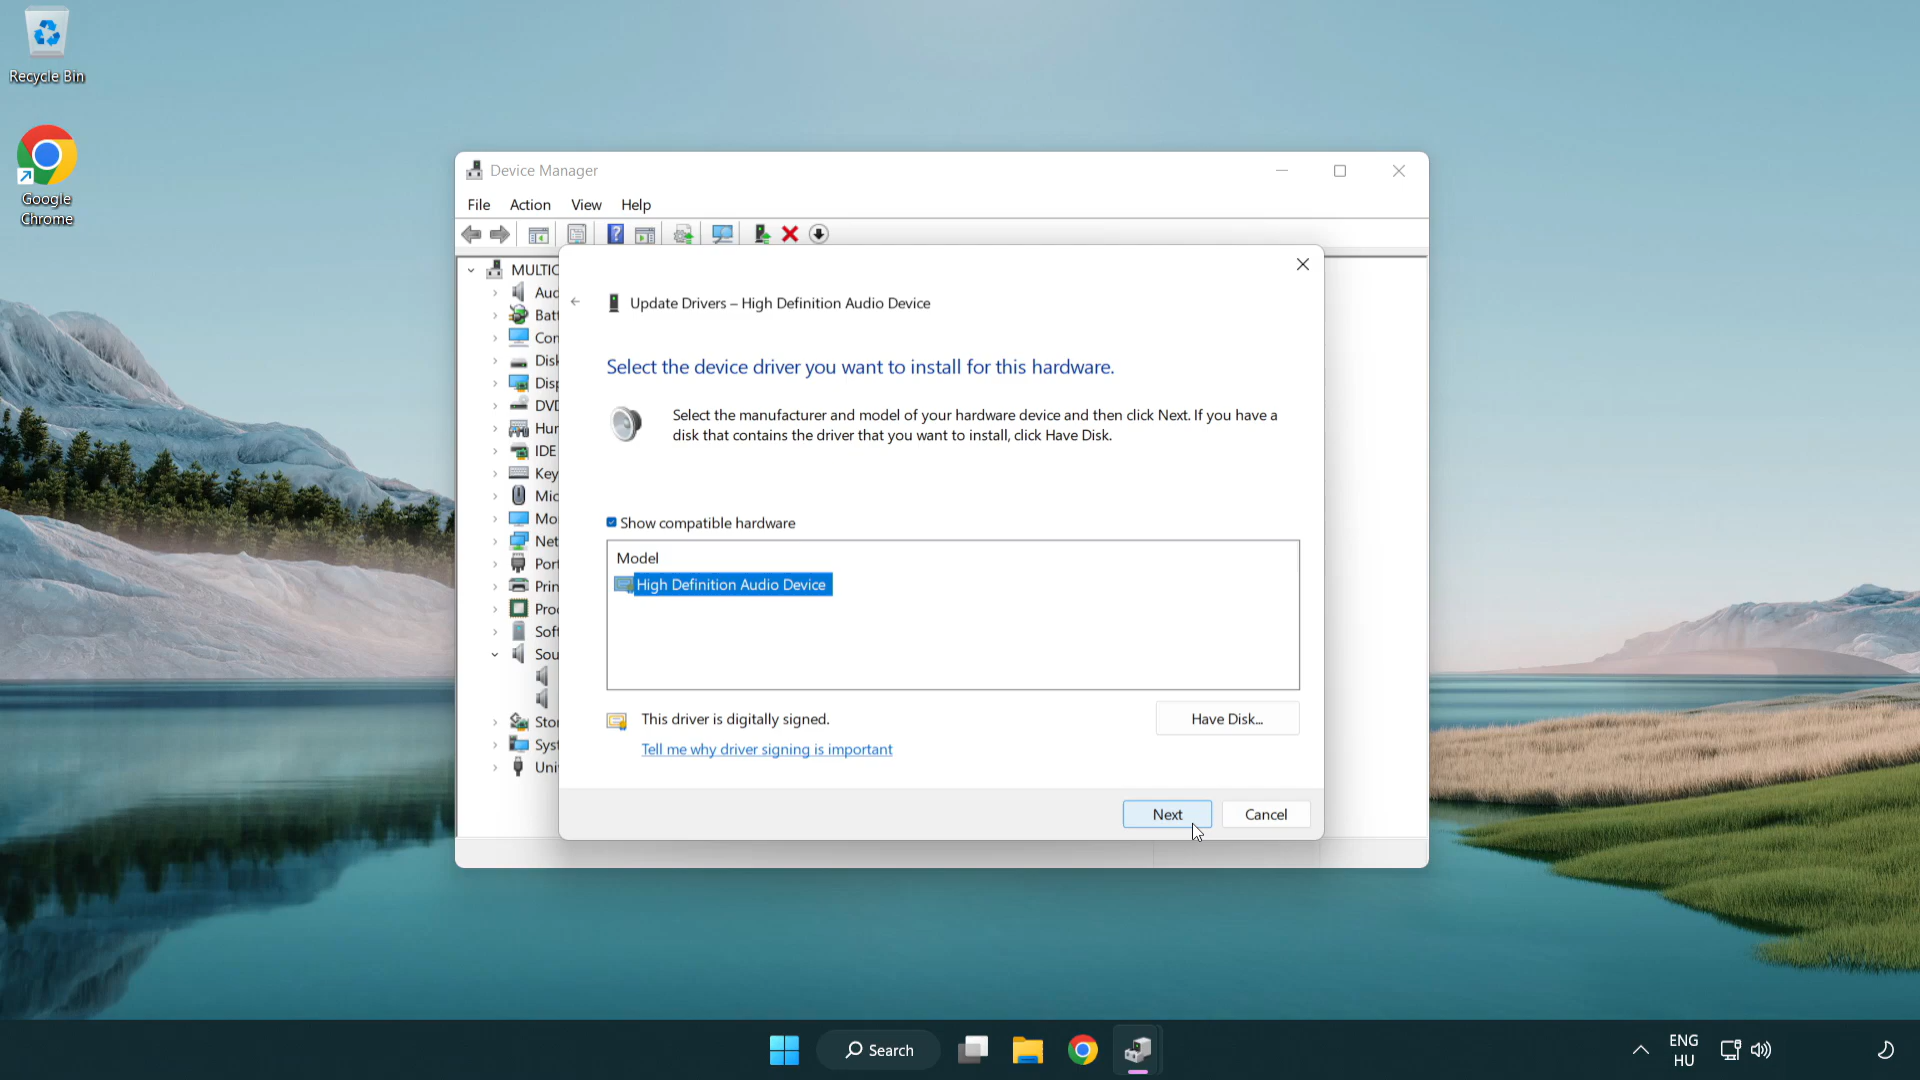 Recycle Bin
Google
Chrome
Device Manager
File Action View Help
MULTIC
Aud
Batt
Con
Disk
Disp
DVD
Hun
IDE
Key
Mic
Mo
Net
Port
Prin
Proc
Soft
Sou
Stor
Syst
Univ
Update Drivers – High Definition Audio Device
Select the device driver you want to install for this hardware.
Select the manufacturer and model of your hardware device and then click Next. If you have a
disk that contains the driver that you want to install, click Have Disk.
Show compatible hardware
Model
High Definition Audio Device
This driver is digitally signed.
Have Disk...
Tell me why driver signing is important
Next
Cancel
Search
ENG
HU